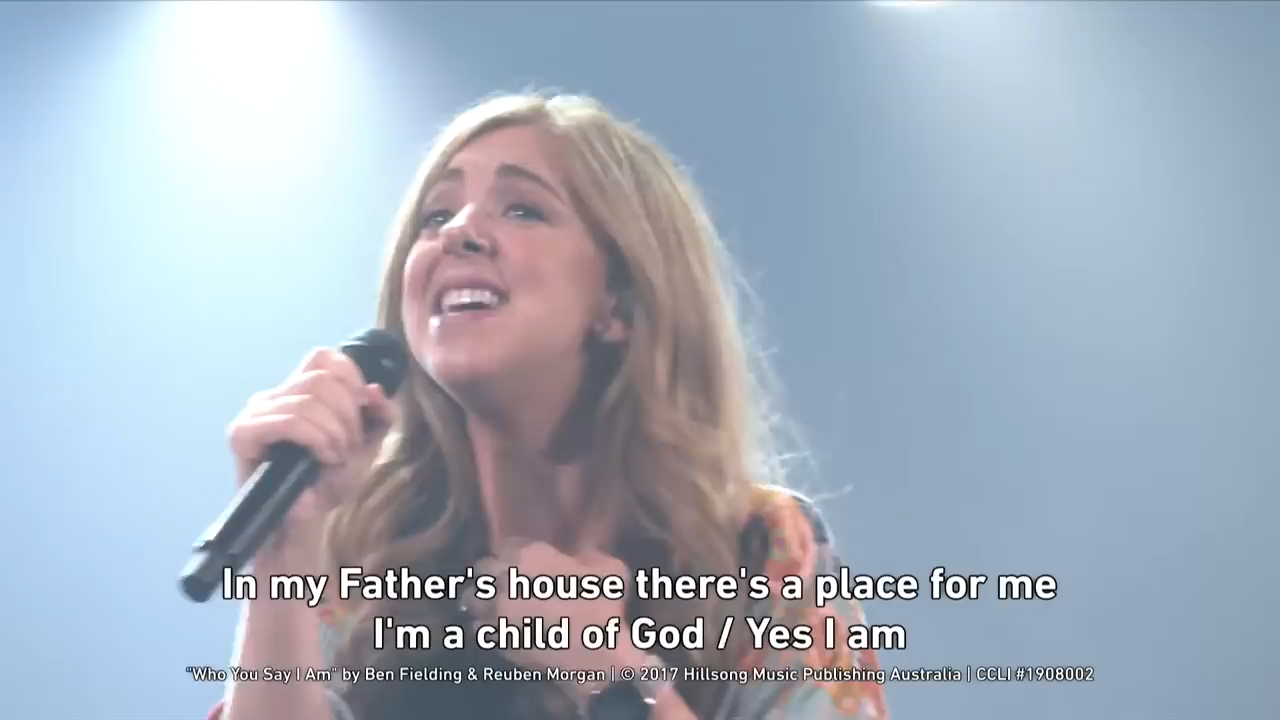 In my Father's house there's a place for me
I'm a child of God / Yes I am
"Who You Say I Am" by Ben Fielding & Reuben Morgan | © 2017 Hillsong Music Publishing Australia | CCLI #1908002